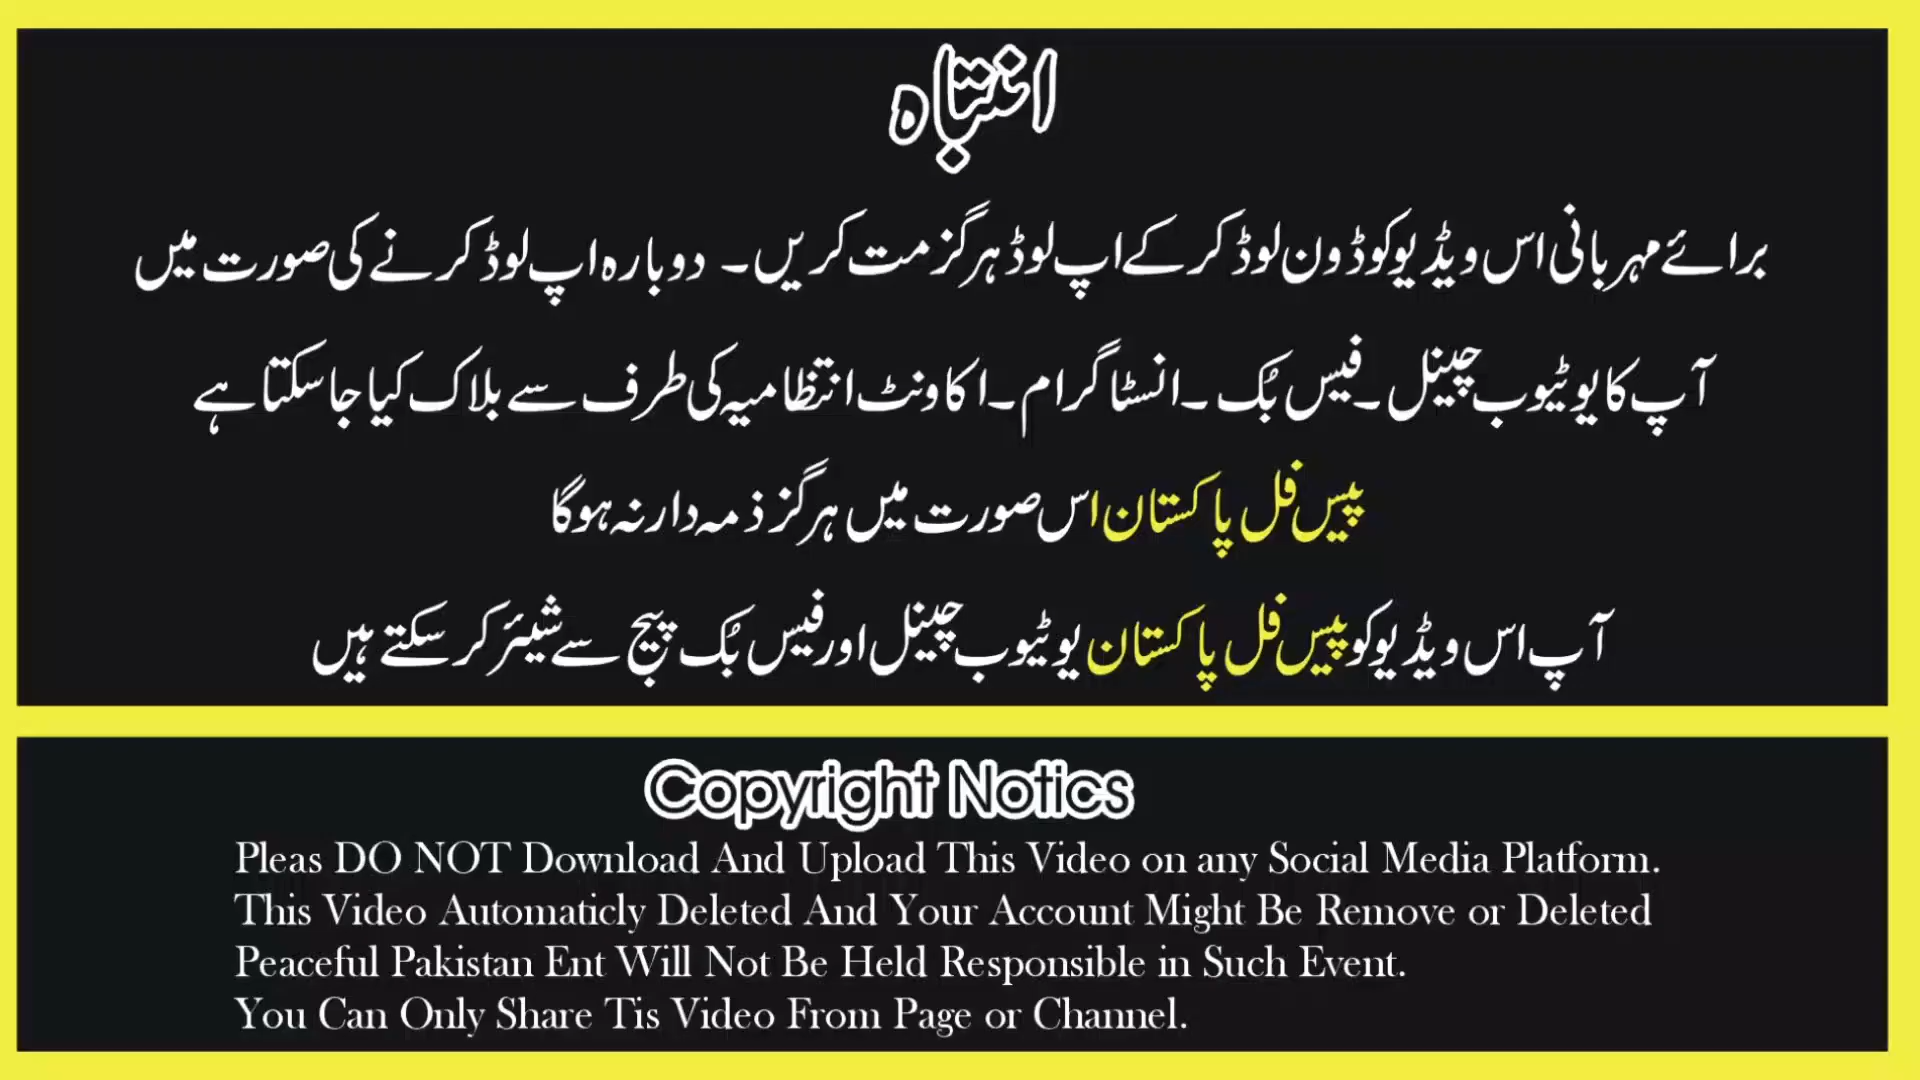 انتباہ
برائے مہربانی اس ویڈیو کو ڈون لوڈ کر کے اپ لوڈ ہرگز مت کریں۔ دوبارہ اپ لوڈ کرنے کی صورت میں
آپ کا یوٹیوب چینل۔ فیس بُک۔ انسٹاگرام۔ اکاونٹ انتظامیہ کی طرف سے بلاک کیا جا سکتا ہے
پیس فل پاکستان اس صورت میں ہرگز ذمہ دار نہ ہوگا
آپ اس ویڈیو کو پیس فل پاکستان یوٹیوب چینل اور فیس بُک پیج سے شیئر کر سکتے ہیں
Copyright Notics
Pleas DO NOT Download And Upload This Video on any Social Media Platform.
This Video Automaticly Deleted And Your Account Might Be Remove or Deleted
Peaceful Pakistan Ent Will Not Be Held Responsible in Such Event.
You Can Only Share Tis Video From Page or Channel.